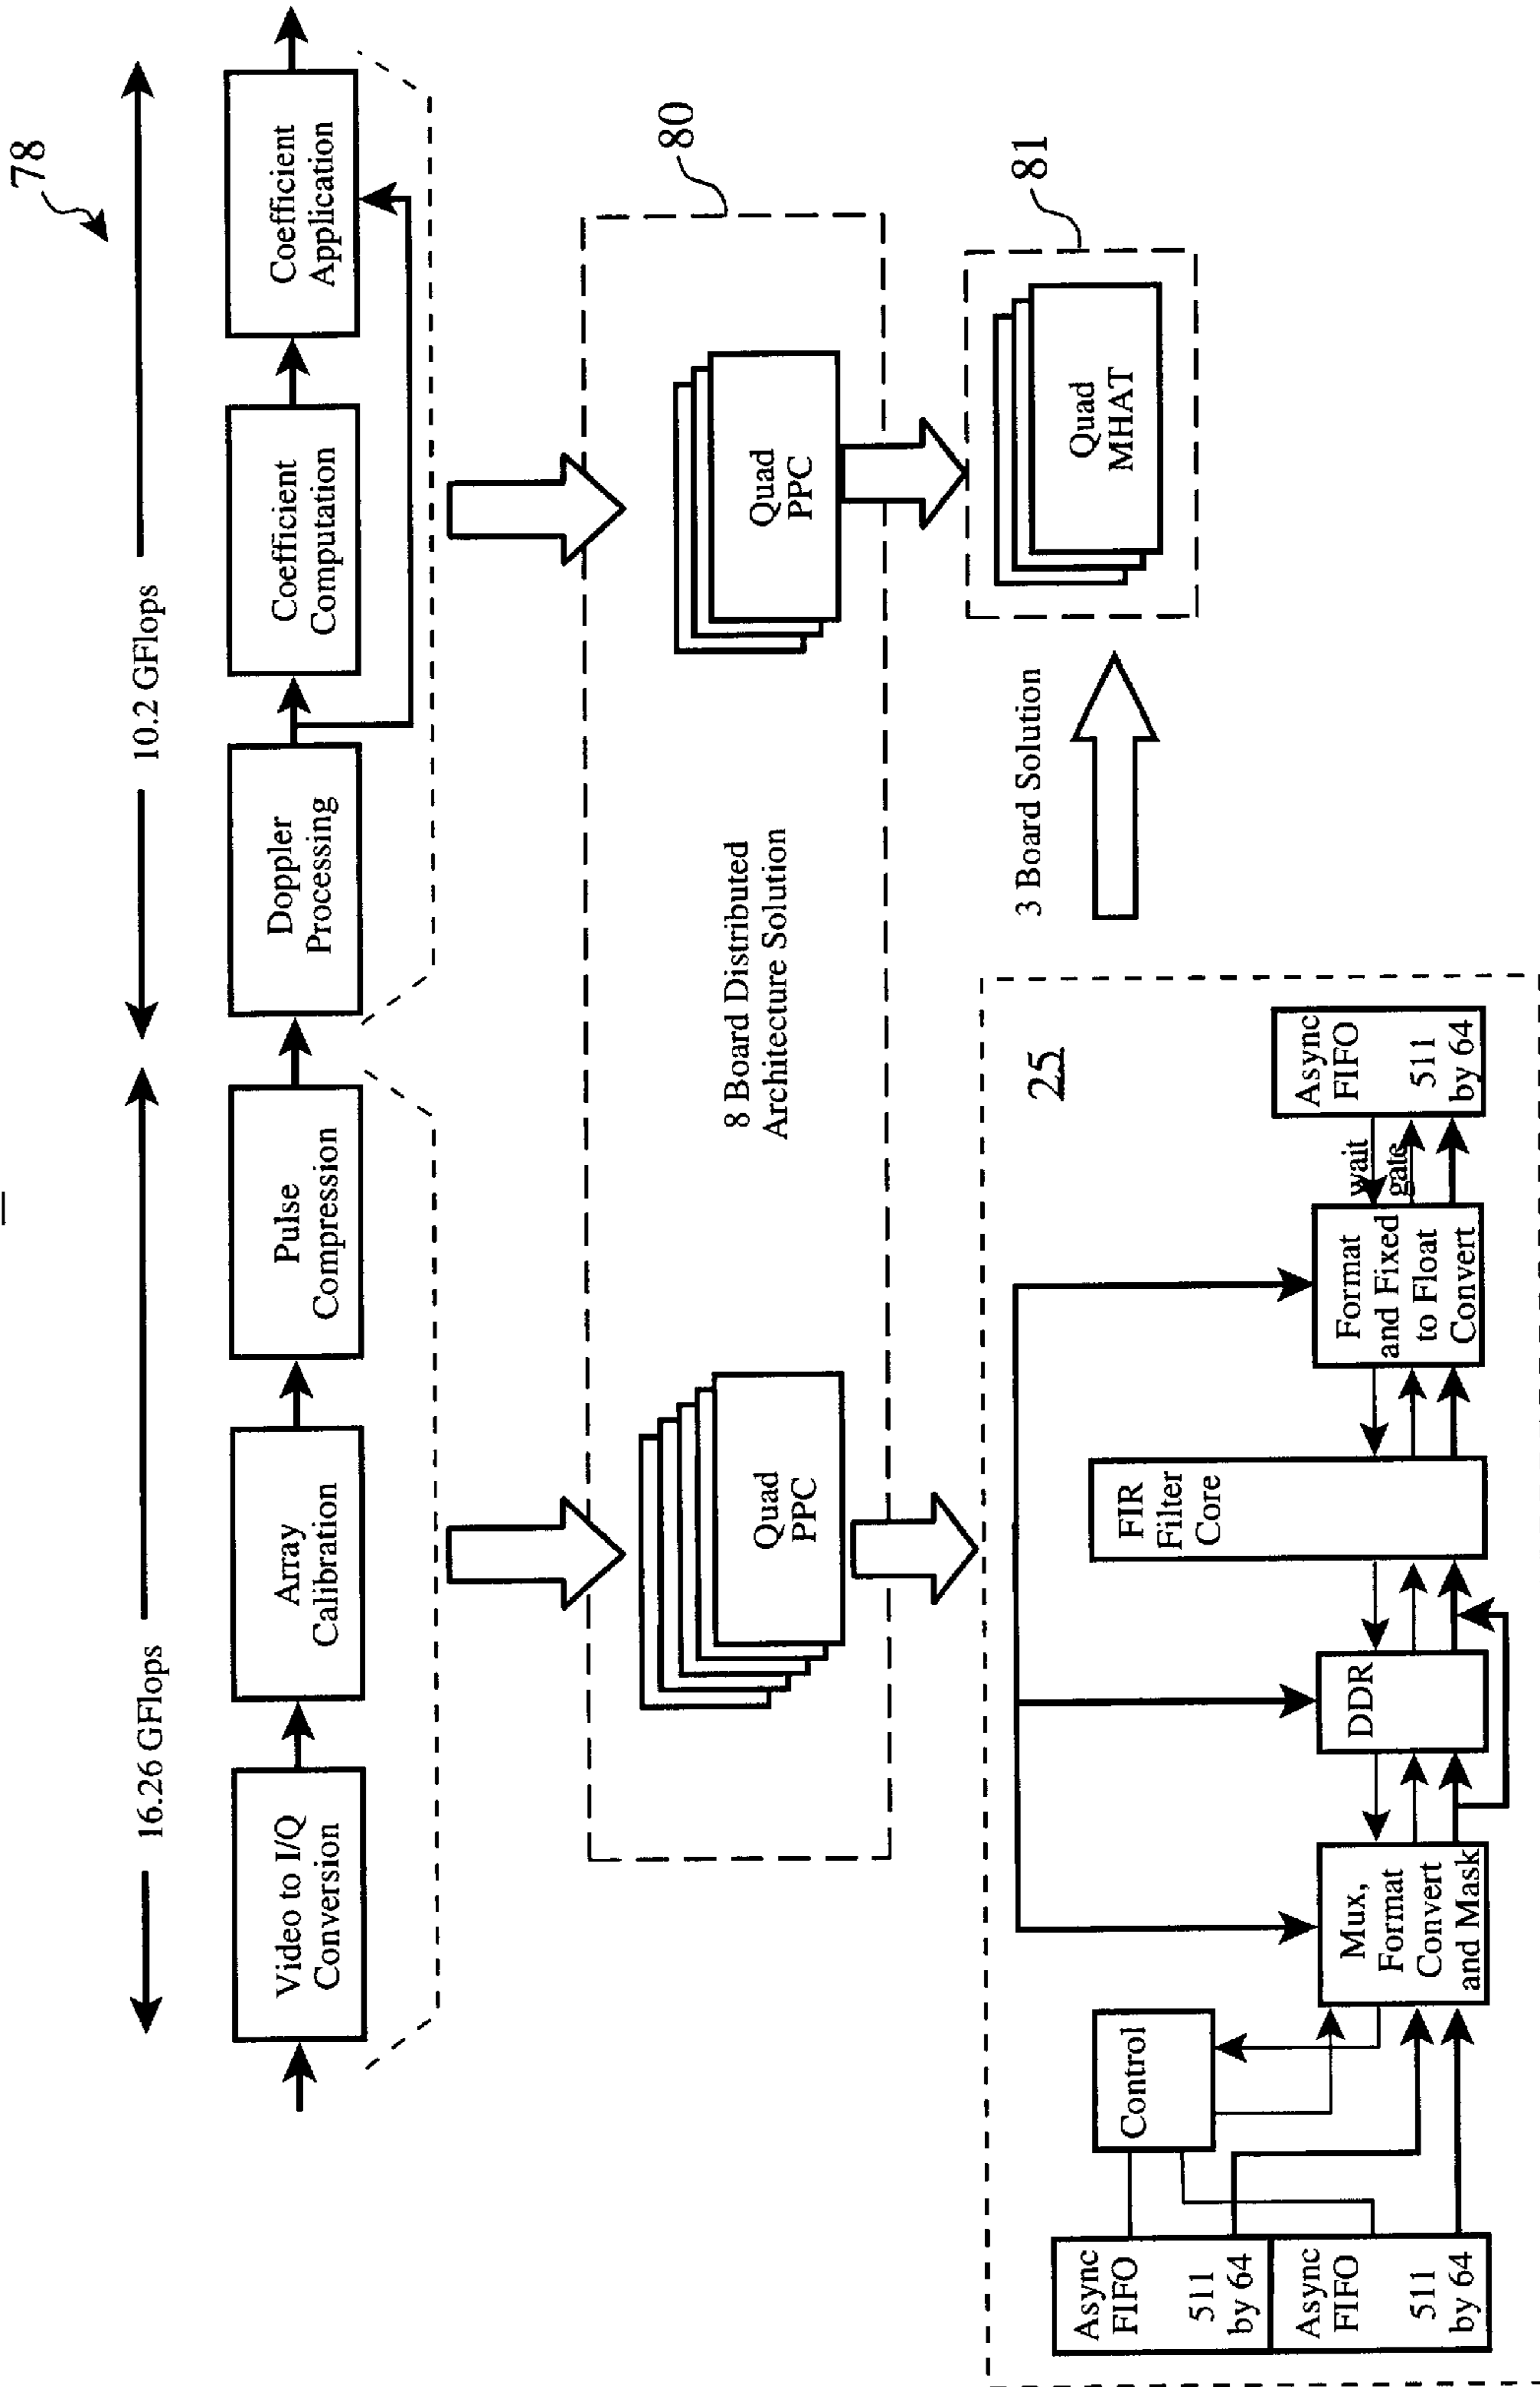 78
16.26 GFlops
10.2 GFlops
Video to I/Q
Conversion
Array
Calibration
Pulse
Compression
Doppler
Processing
Coefficient
Computation
Coefficient
Application
80
Quad
PPC
8 Board Distributed
Architecture Solution
Quad
PPC
81
3 Board Solution
Quad
MHAT
25
Async
FIFO
511
by 64
Async
FIFO
511
by 64
Control
Mux,
Format
Convert
and Mask
DDR
FIR
Filter
Core
Format
and Fixed
to Float
Convert
wait
gate
Async
FIFO
511
by 64